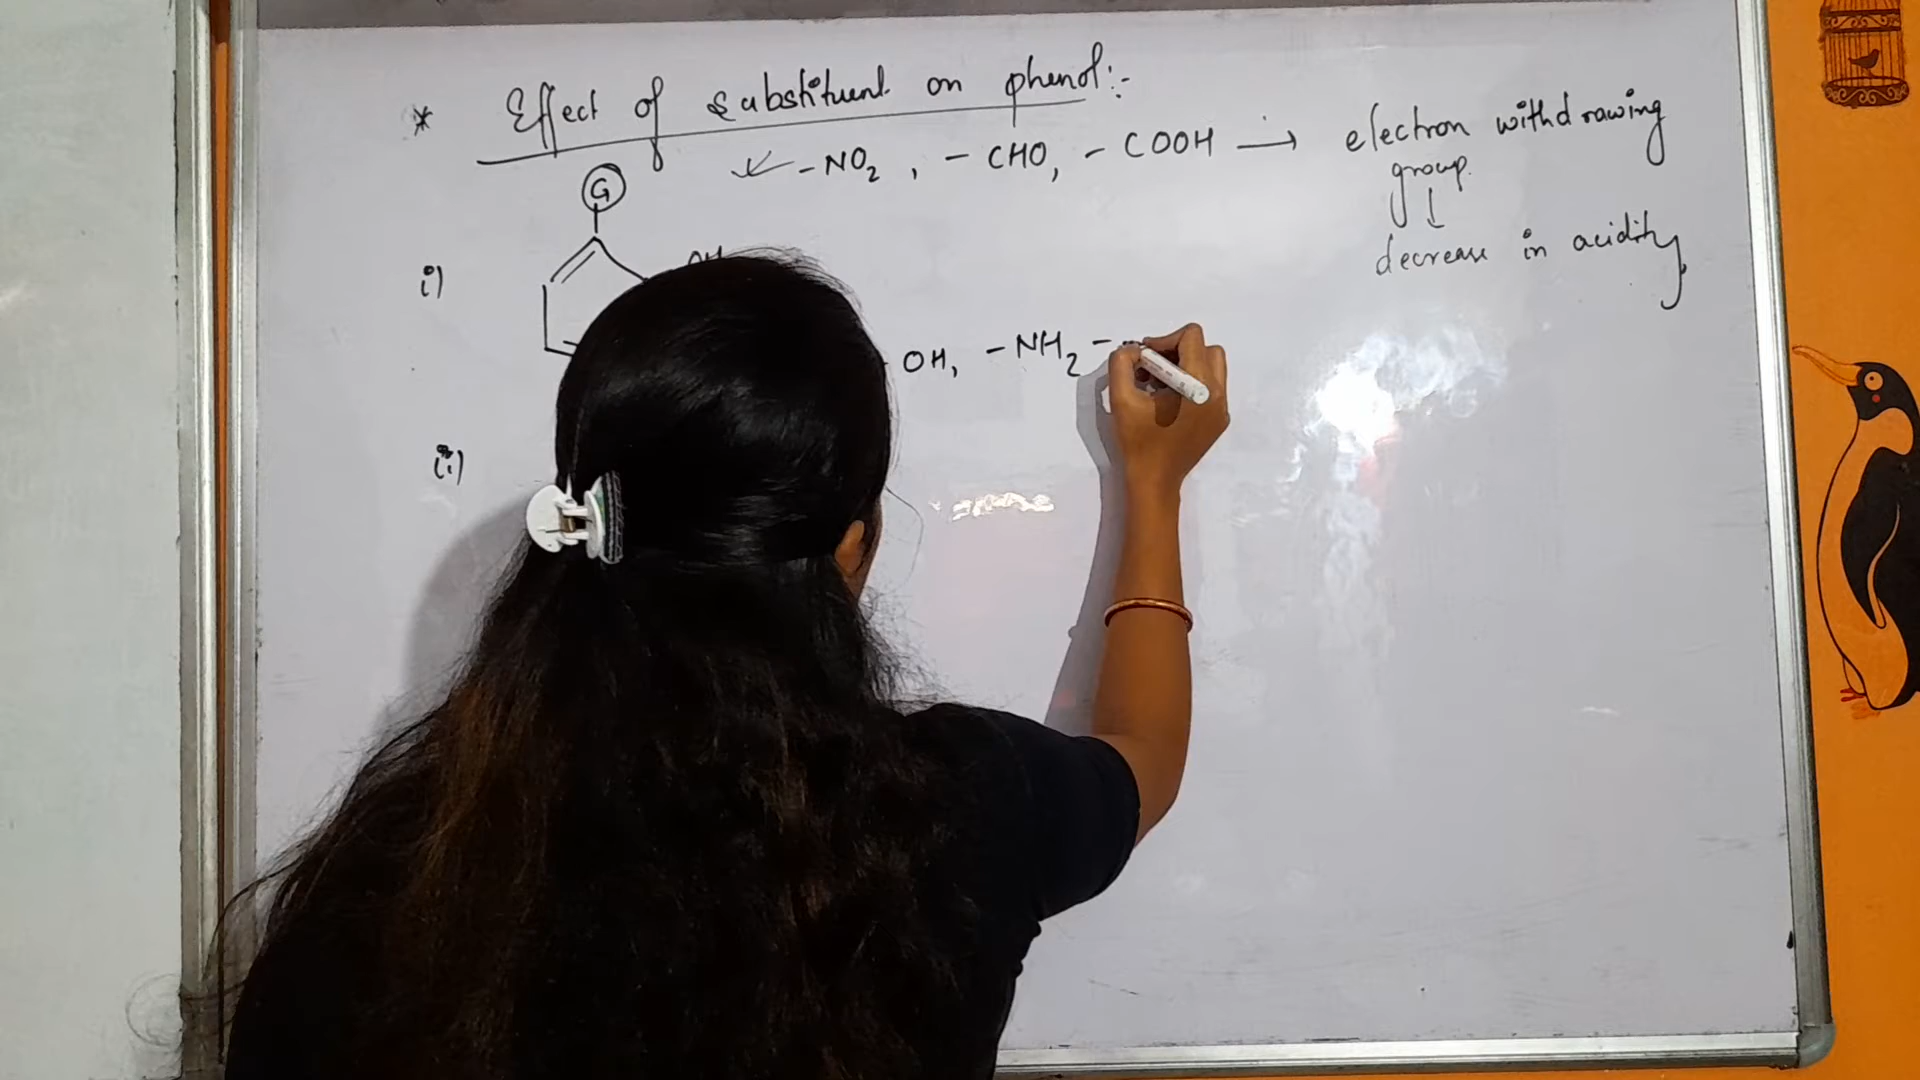 * Effect of substituent on phenol:-
-NO2, -CHO, -COOH → electron withdrawing
group.
↓
decrease in acidity
G
i) OH
OH, -NH2 -
ii)